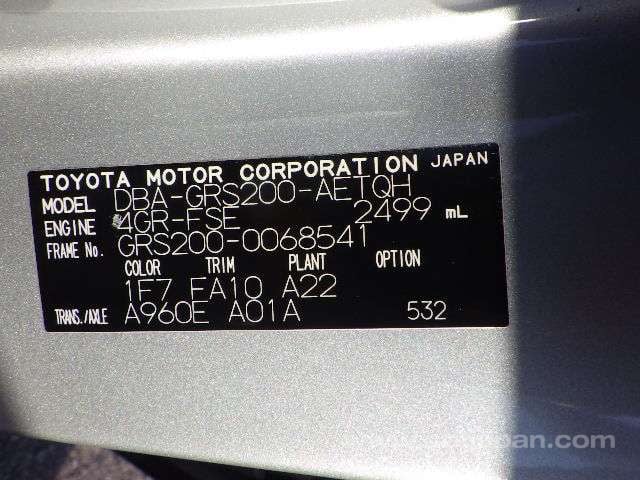 TOYOTA MOTOR CORPORATION JAPAN
MODEL DBA-GRS200-AETQH
ENGINE 4GR-FSE 2499 mL
FRAME No. GRS200-0068541
COLOR TRIM PLANT OPTION
1F7 FA10 A22
TRANS./AXLE A960E A01A 532